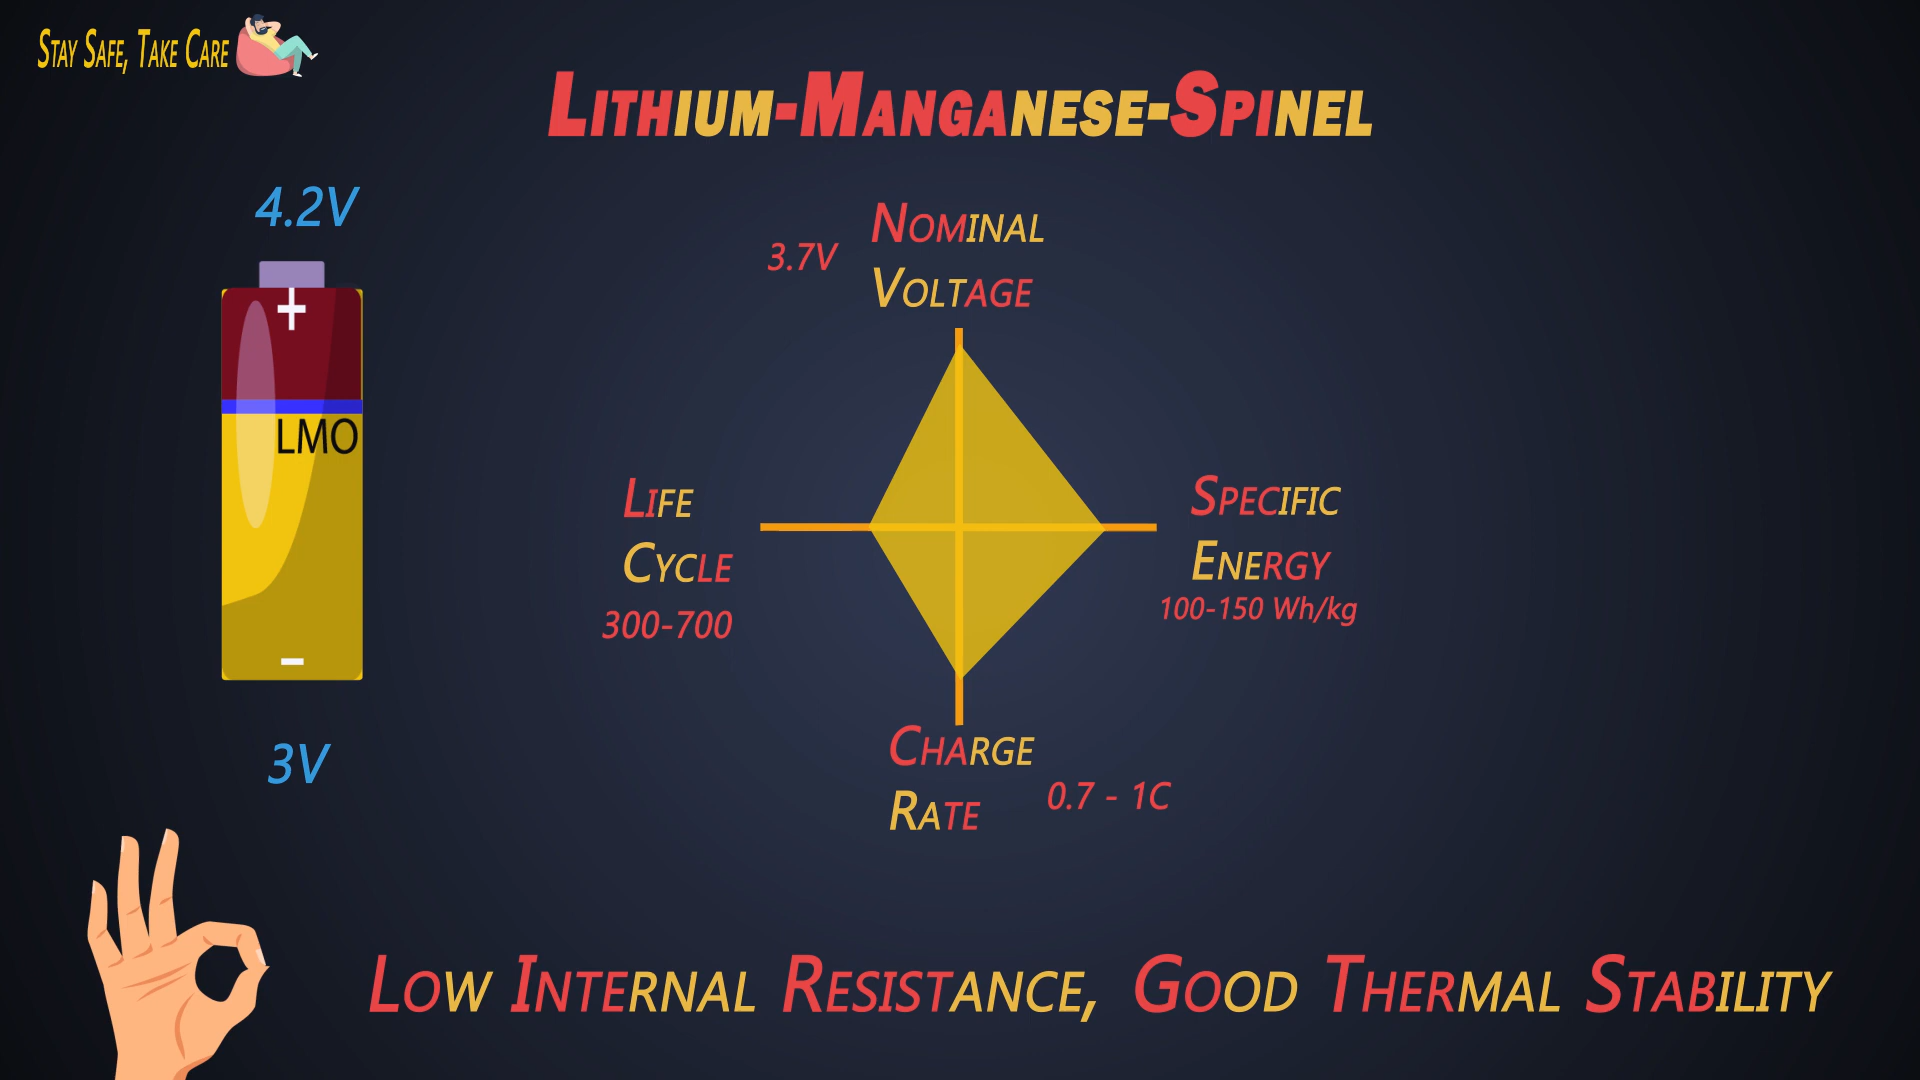 Stay Safe, Take Care
Lithium-Manganese-Spinel
4.2V
+
LMO
-
3V
Nominal
Voltage
3.7V
Life
Cycle
300-700
Specific
Energy
100-150 Wh/kg
Charge
Rate
0.7 - 1C
Low Internal Resistance, Good Thermal Stability